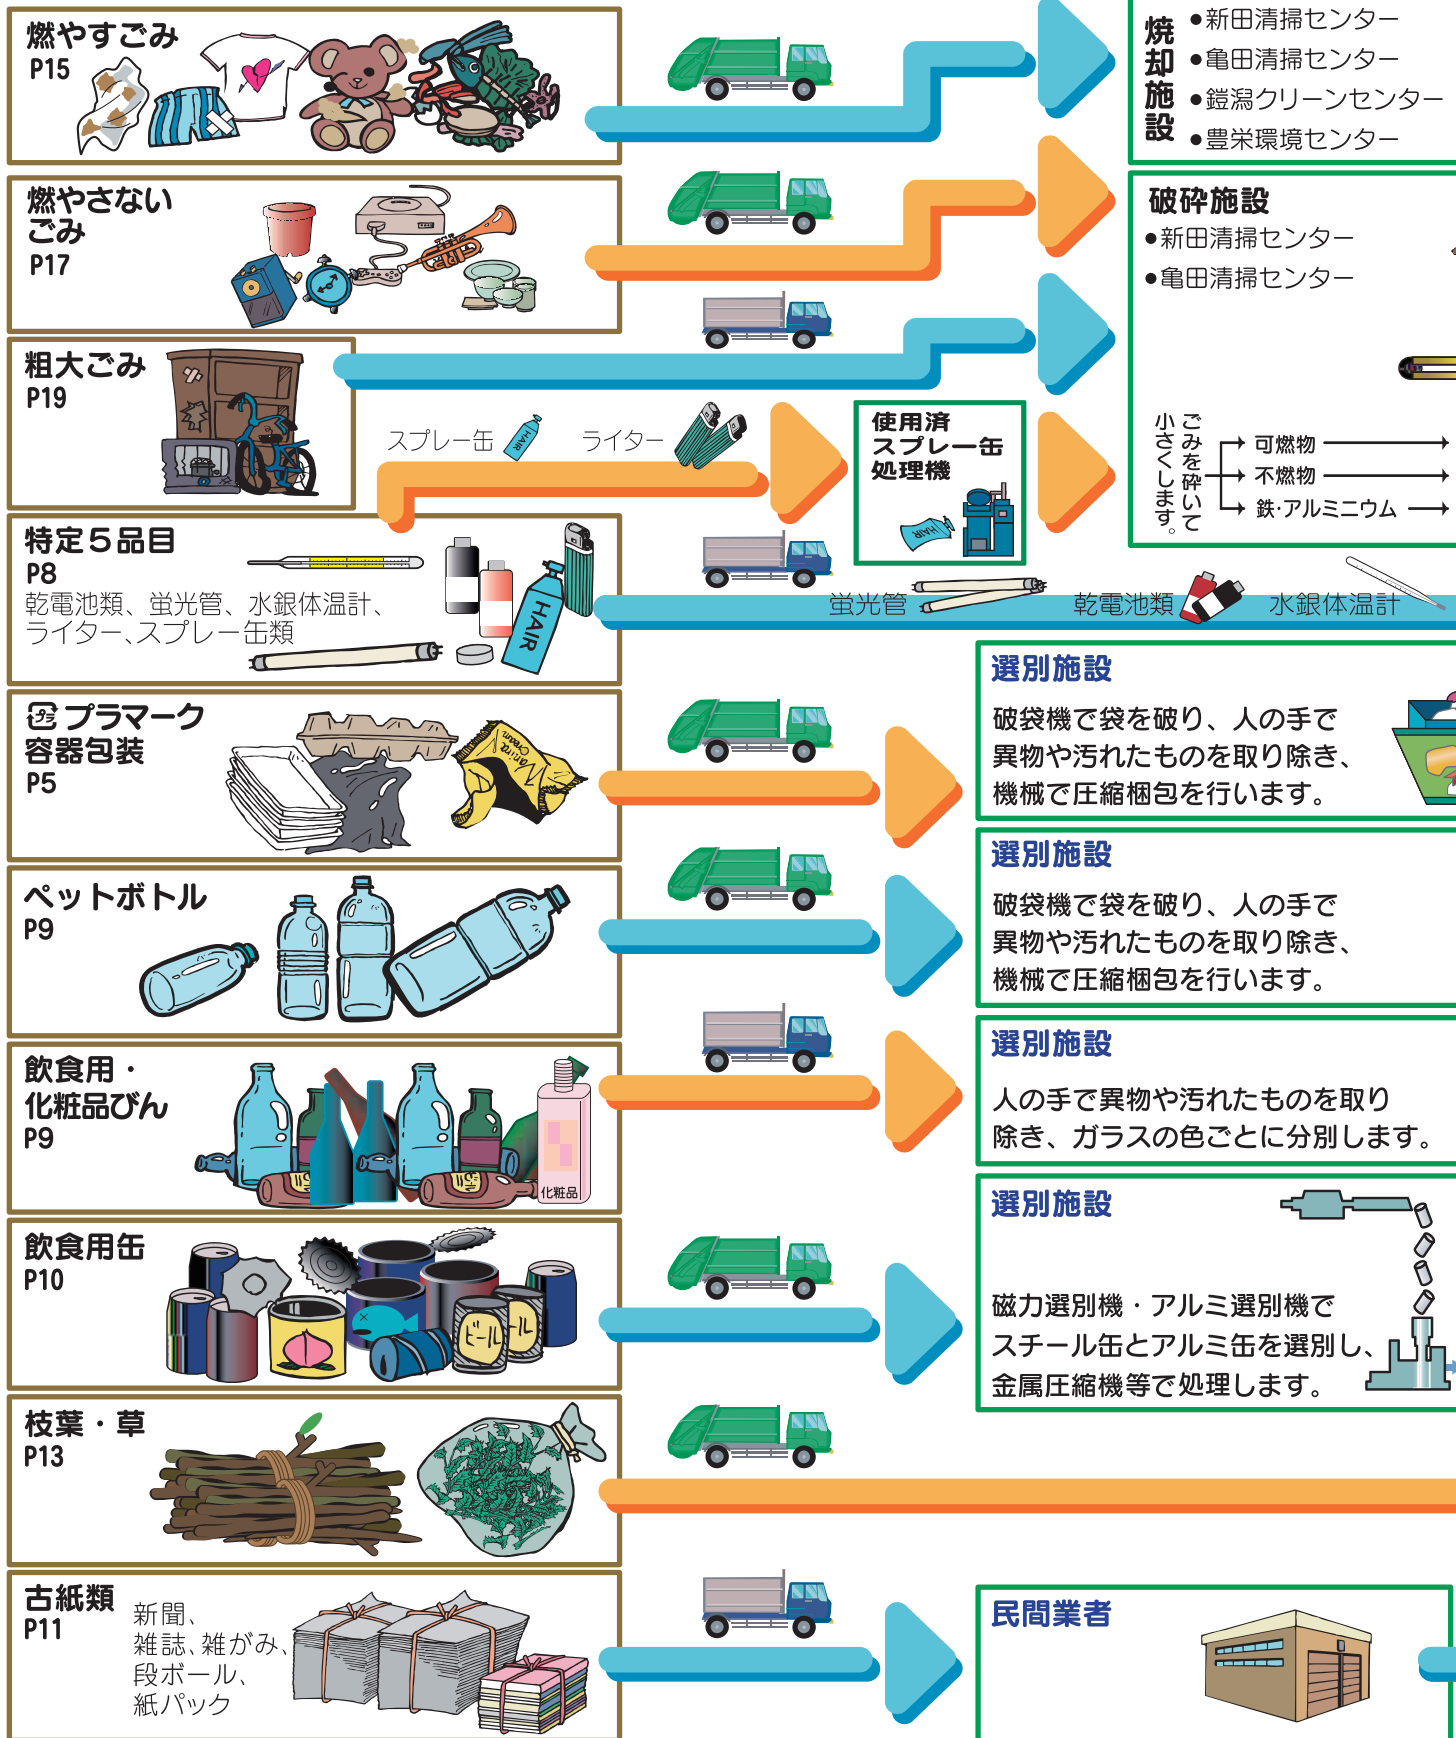 燃やすごみ
P15
焼却施設
●新田清掃センター
●亀田清掃センター
●鎧潟クリーンセンター
●豊栄環境センター
燃やさない
ごみ
P17
破砕施設
●新田清掃センター
●亀田清掃センター
ごみを砕いて
小さくします。
可燃物
不燃物
鉄・アルミニウム
粗大ごみ
P19
スプレー缶
HAIR
ライター
使用済
スプレー缶
処理機
HAIR
特定5品目
P8
乾電池類、蛍光管、水銀体温計、
ライター、スプレー缶類
HAIR
蛍光管
乾電池類
水銀体温計
プラ
プラマーク
容器包装
P5
選別施設
破袋機で袋を破り、人の手で
異物や汚れたものを取り除き、
機械で圧縮梱包を行います。
ペットボトル
P9
選別施設
破袋機で袋を破り、人の手で
異物や汚れたものを取り除き、
機械で圧縮梱包を行います。
飲食用・
化粧品びん
P9
化粧品
選別施設
人の手で異物や汚れたものを取り
除き、ガラスの色ごとに分別します。
飲食用缶
P10
ビール
ール
選別施設
磁力選別機・アルミ選別機で
スチール缶とアルミ缶を選別し、
金属圧縮機等で処理します。
枝葉・草
P13
古紙類
P11
新聞、
雑誌、雑がみ、
段ボール、
紙パック
民間業者